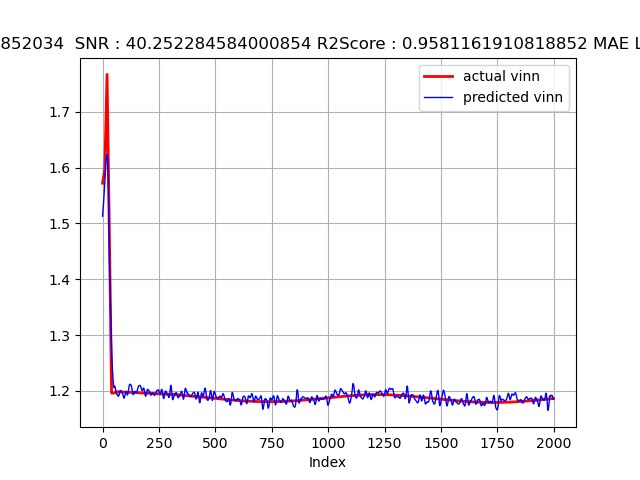 852034 SNR : 40.252284584000854 R2Score : 0.9581161910818852 MAE L
actual vinn
predicted vinn
1.7
1.6
1.5
1.4
1.3
1.2
0 250 500 750 1000 1250 1500 1750 2000
Index